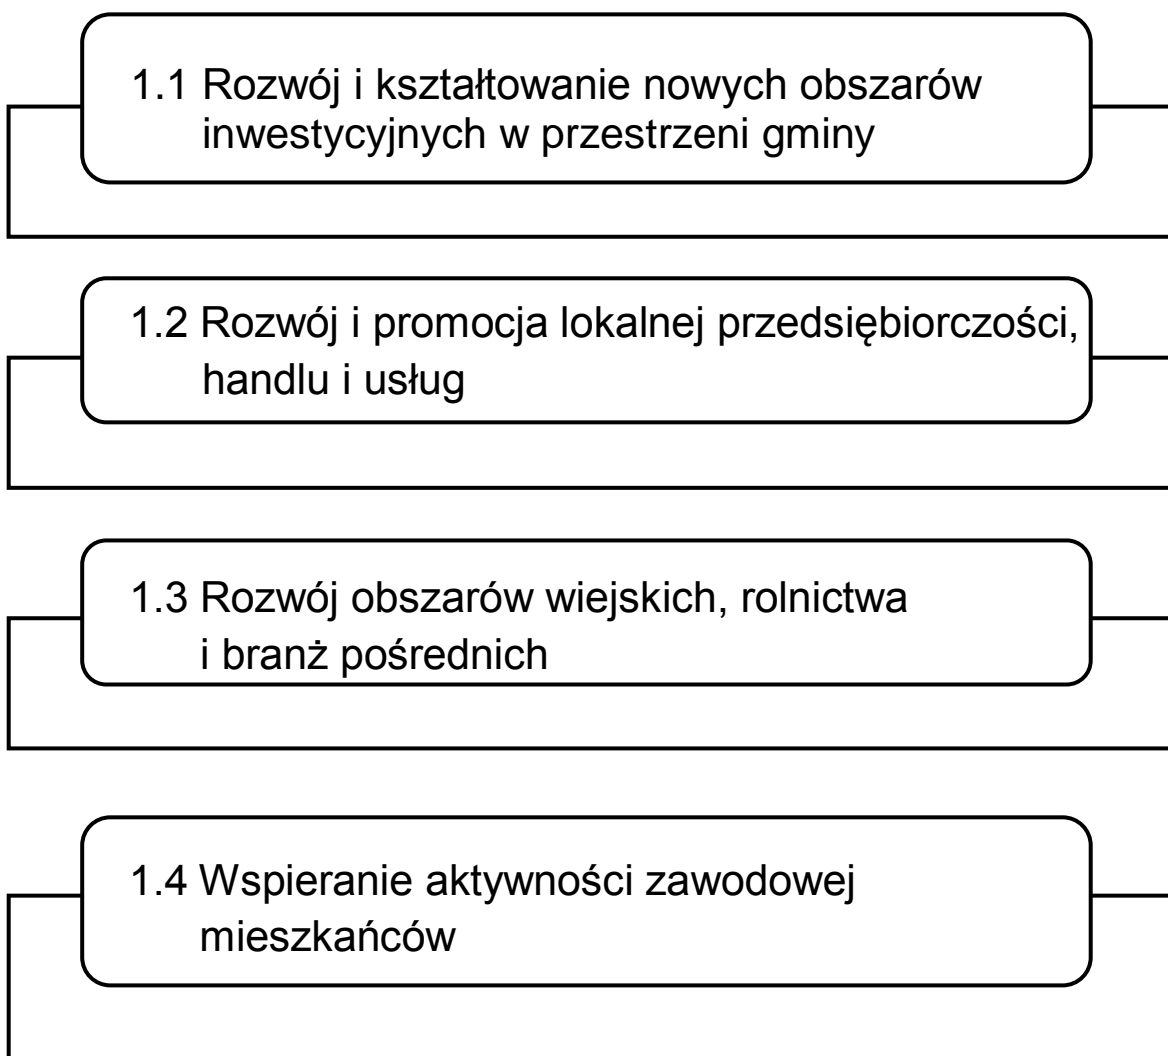 1.1 Rozwój i kształtowanie nowych obszarów
inwestycyjnych w przestrzeni gminy
1.2 Rozwój i promocja lokalnej przedsiębiorczości,
handlu i usług
1.3 Rozwój obszarów wiejskich, rolnictwa
i branż pośrednich
1.4 Wspieranie aktywności zawodowej
mieszkańców